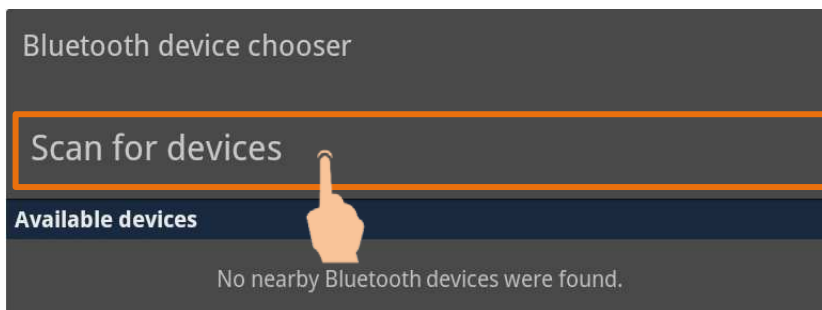 Bluetooth device chooser
Scan for devices
Available devices
No nearby Bluetooth devices were found.